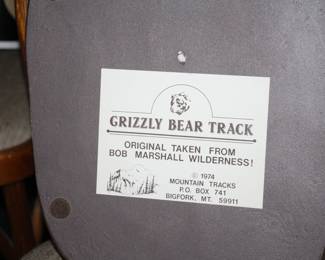 GRIZZLY BEAR TRACK
ORIGINAL TAKEN FROM
BOB MARSHALL WILDERNESS!
© 1974
MOUNTAIN TRACKS
P.O. BOX 741
BIGFORK, MT. 59911